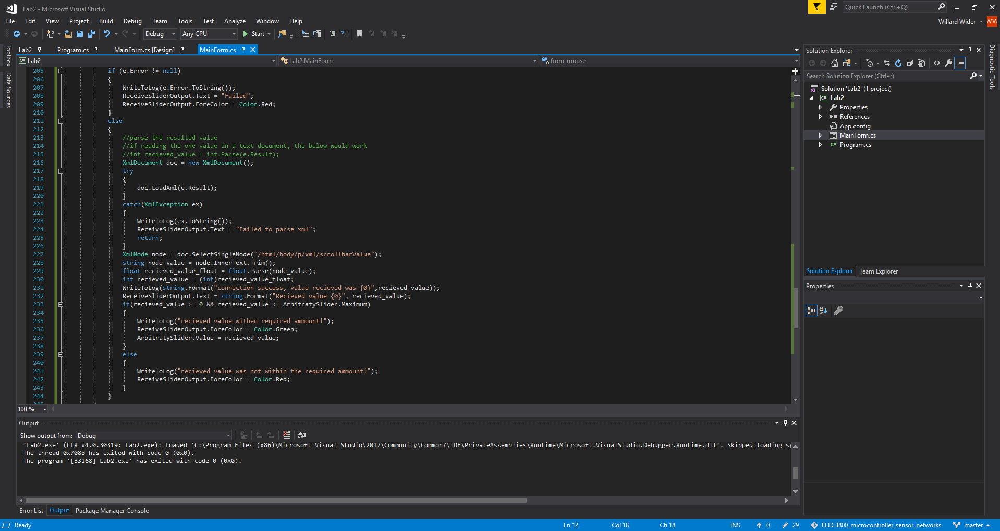 Lab2 - Microsoft Visual Studio
Quick Launch (Ctrl+Q)
File Edit View Project Build Debug Team Tools Test Analyze Window Help
Willard Wider
WW
Debug Any CPU Start
Toolbox
Data Sources
Lab2 Program.cs MainForm.cs [Design] MainForm.cs
C# Lab2 Lab2.MainForm from_mouse
205 if (e.Error != null)
206 {
207 WriteToLog(e.Error.ToString());
208 ReceiveSliderOutput.Text = "Failed";
209 ReceiveSliderOutput.ForeColor = Color.Red;
210 }
211 else
212 {
213 //parse the resulted value
214 //if reading the one value in a text document, the below would work
215 //int recieved_value = int.Parse(e.Result);
216 XmlDocument doc = new XmlDocument();
217 try
218 {
219 doc.LoadXml(e.Result);
220 }
221 catch(XmlException ex)
222 {
223 WriteToLog(ex.ToString());
224 ReceiveSliderOutput.Text = "Failed to parse xml";
225 return;
226 }
227 XmlNode node = doc.SelectSingleNode("/html/body/p/xml/scrollbarValue");
228 string node_value = node.InnerText.Trim();
229 float recieved_value_float = float.Parse(node_value);
230 int recieved_value = (int)recieved_value_float;
231 WriteToLog(string.Format("connection success, value recieved was {0}",recieved_value));
232 ReceiveSliderOutput.Text = string.Format("Recieved value {0}", recieved_value);
233 if(recieved_value >= 0 && recieved_value <= ArbitratySlider.Maximum)
234 {
235 WriteToLog("recieved value withen required ammount!");
236 ReceiveSliderOutput.ForeColor = Color.Green;
237 ArbitratySlider.Value = recieved_value;
238 }
239 else
240 {
241 WriteToLog("recieved value was not within the required ammount!");
242 ReceiveSliderOutput.ForeColor = Color.Red;
243 }
244 }
245 }
100 %
Output
Show output from: Debug
'Lab2.exe' (CLR v4.0.30319: Lab2.exe): Loaded 'C:\Program Files (x86)\Microsoft Visual Studio\2017\Community\Common7\IDE\PrivateAssemblies\Runtime\Microsoft.VisualStudio.Debugger.Runtime.dll'. Skipped loading sy
The thread 0x7088 has exited with code 0 (0x0).
The program '[33168] Lab2.exe' has exited with code 0 (0x0).
Error List Output Package Manager Console
Solution Explorer
Search Solution Explorer (Ctrl+;)
Solution 'Lab2' (1 project)
C# Lab2
Properties
References
App.config
MainForm.cs
C# Program.cs
Solution Explorer Team Explorer
Properties
Diagnostic Tools
Ready Ln 12 Col 18 Ch 18 INS 0 29 ELEC3800_microcontroller_sensor_networks master